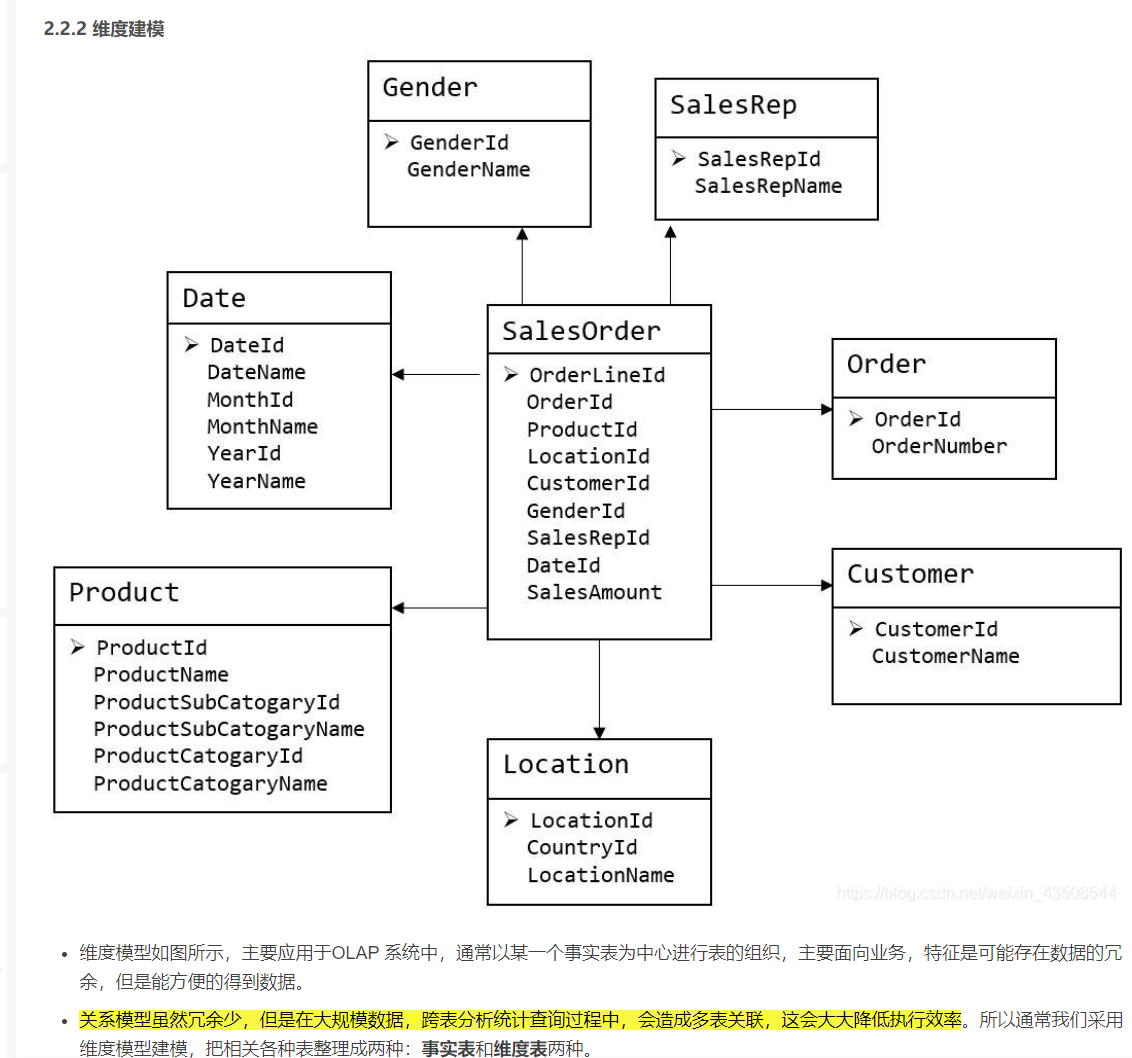 2.2.2 维度建模
Gender
GenderId
GenderName
SalesRep
SalesRepId
SalesRepName
Date
DateId
DateName
MonthId
MonthName
YearId
YearName
SalesOrder
OrderLineId
OrderId
ProductId
LocationId
CustomerId
GenderId
SalesRepId
DateId
SalesAmount
Order
OrderId
OrderNumber
Product
ProductId
ProductName
ProductSubCatogaryId
ProductSubCatogaryName
ProductCatogaryId
ProductCatogaryName
Customer
CustomerId
CustomerName
Location
LocationId
CountryId
LocationName
https://blog.csdn.net/weixin_43508544
维度模型如图所示，主要应用于OLAP 系统中，通常以某一个事实表为中心进行表的组织，主要面向业务，特征是可能存在数据的冗
余，但是能方便的得到数据。
关系模型虽然冗余少，但是在大规模数据，跨表分析统计查询过程中，会造成多表关联，这会大大降低执行效率。所以通常我们采用
维度模型建模，把相关各种表整理成两种：事实表和维度表两种。